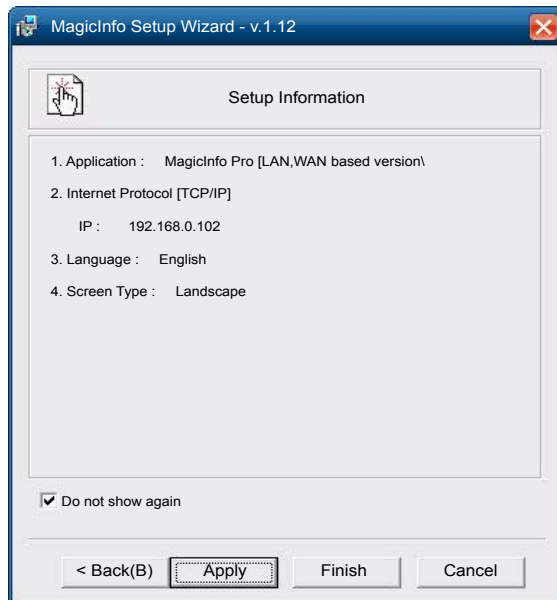 MagicInfo Setup Wizard - v.1.12
Setup Information
1. Application : MagicInfo Pro [LAN,WAN based version\
2. Internet Protocol [TCP/IP]
IP : 192.168.0.102
3. Language : English
4. Screen Type : Landscape
Do not show again
< Back(B) Apply Finish Cancel